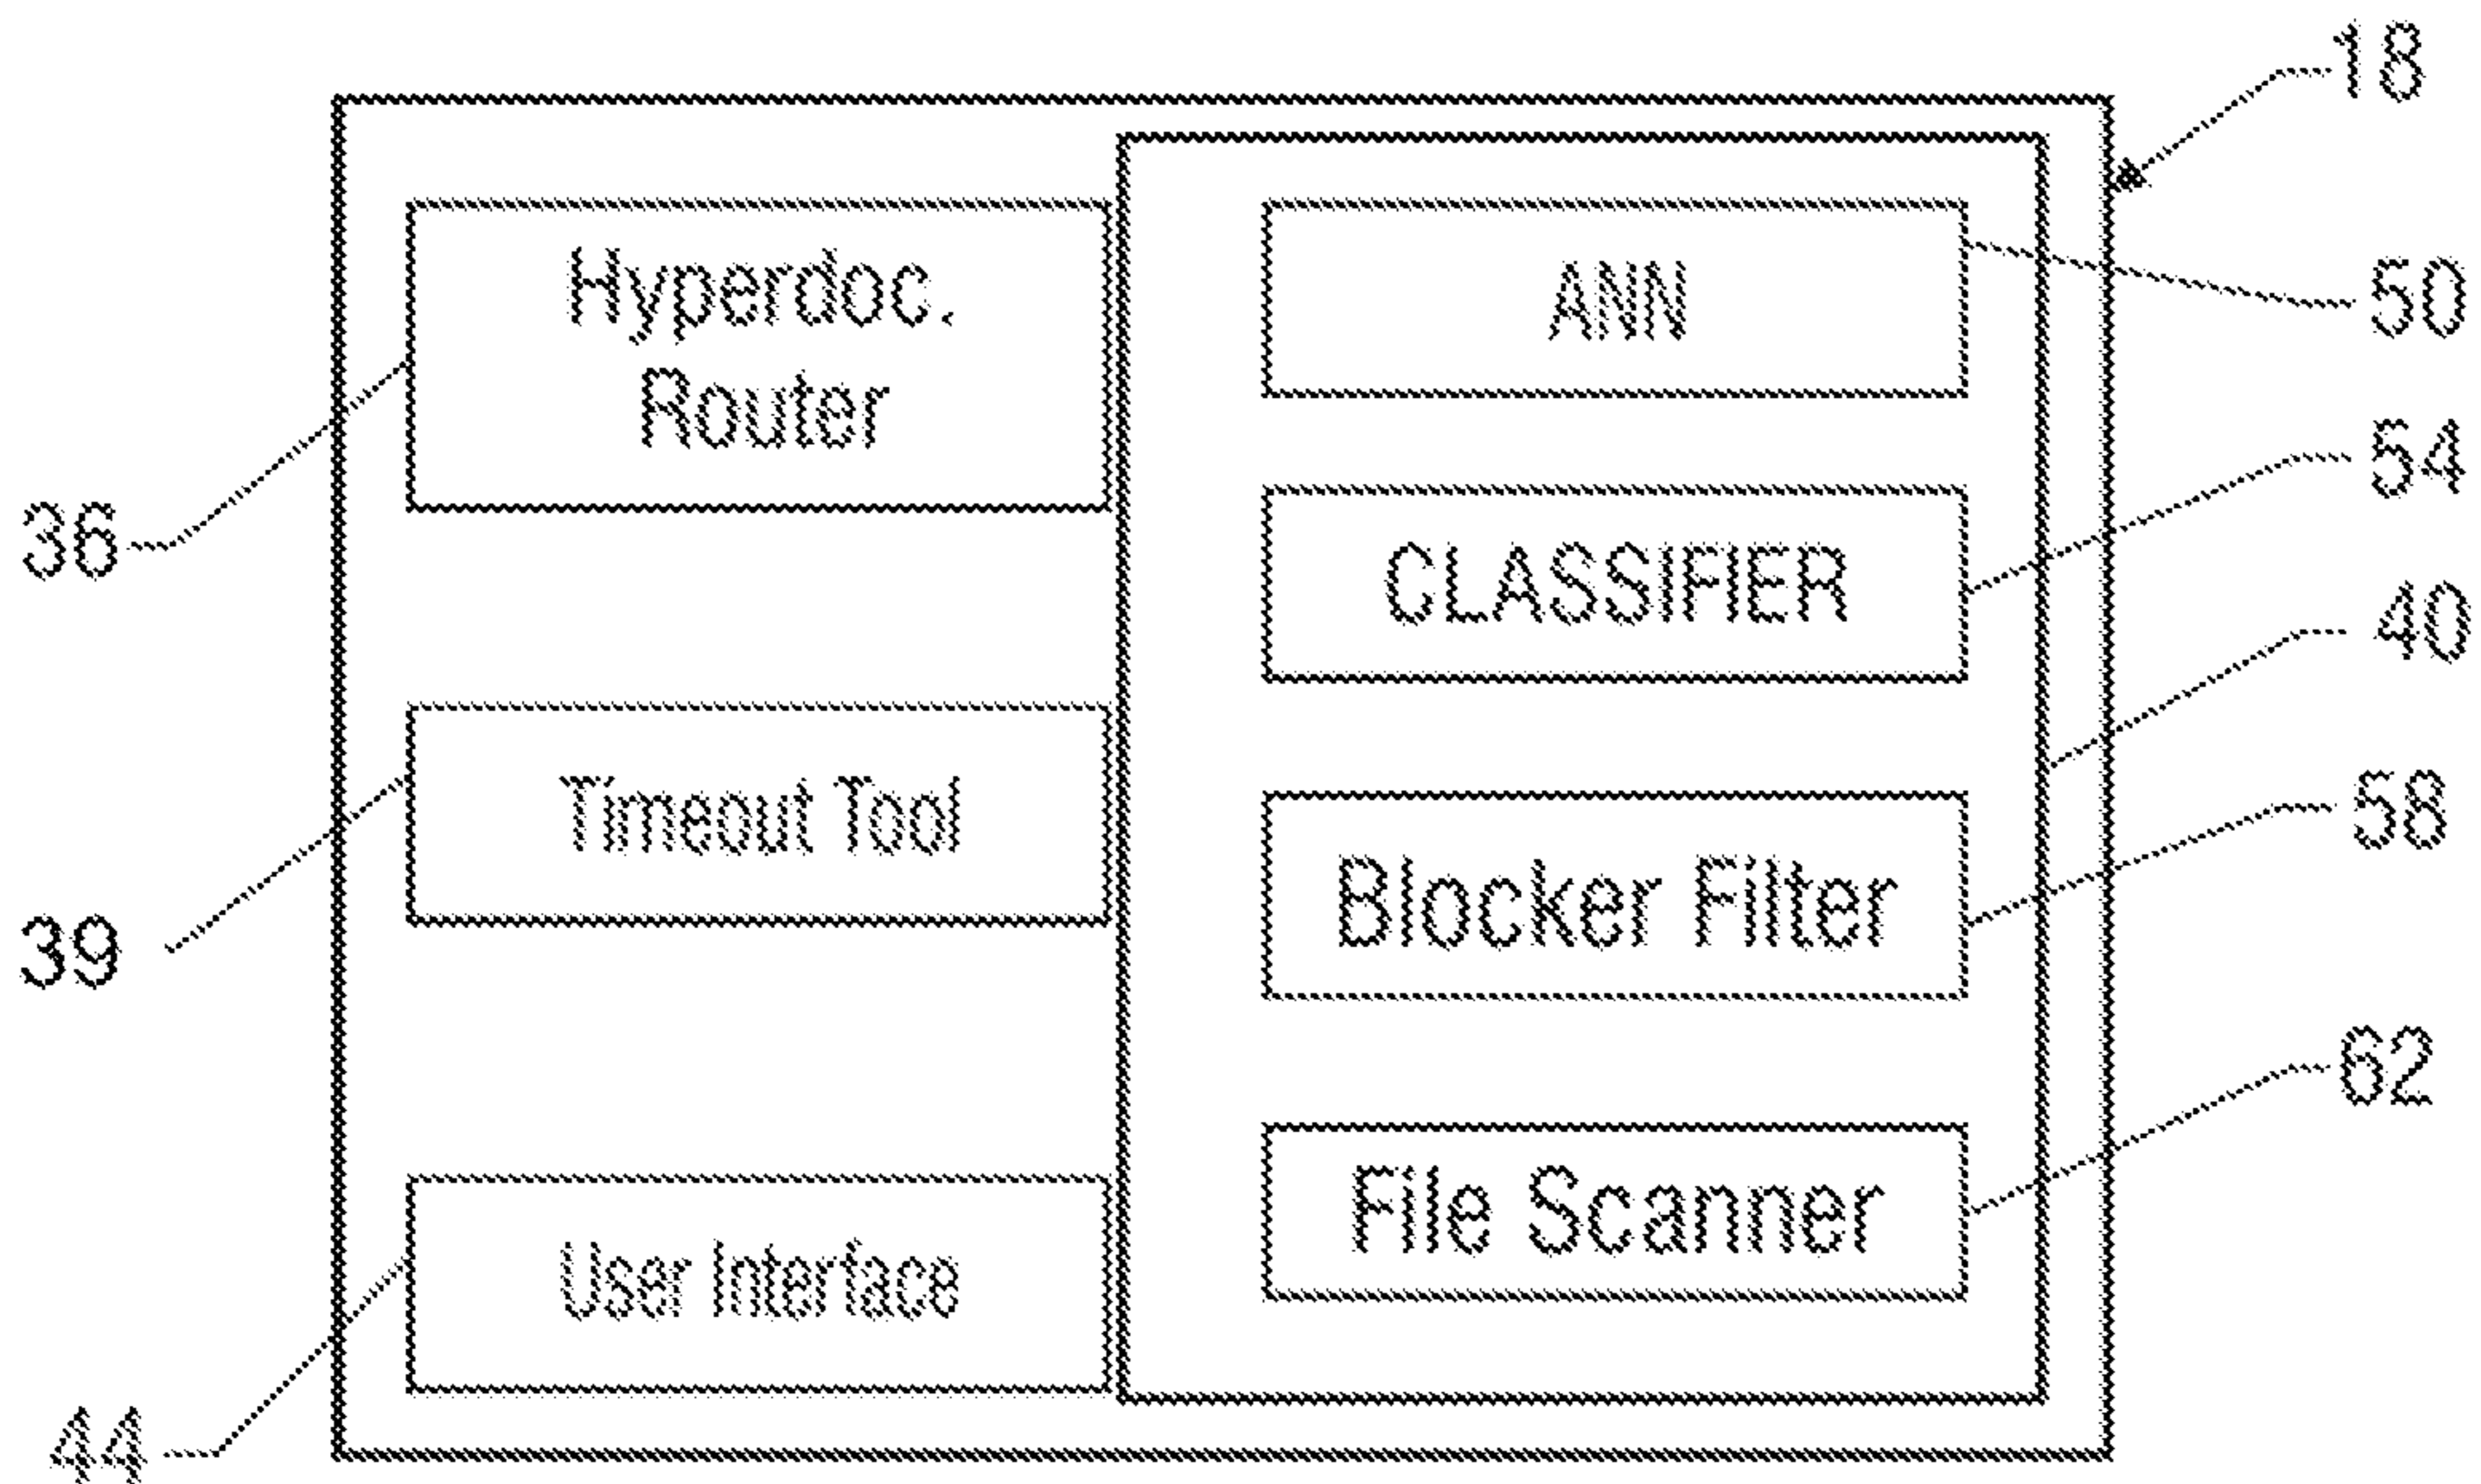 18
Hyperdoc.
Router
ANN
50
54
36
CLASSIFIER
40
Timeout Tool
58
Blocker Filter
39
62
File Scanner
User Interface
44